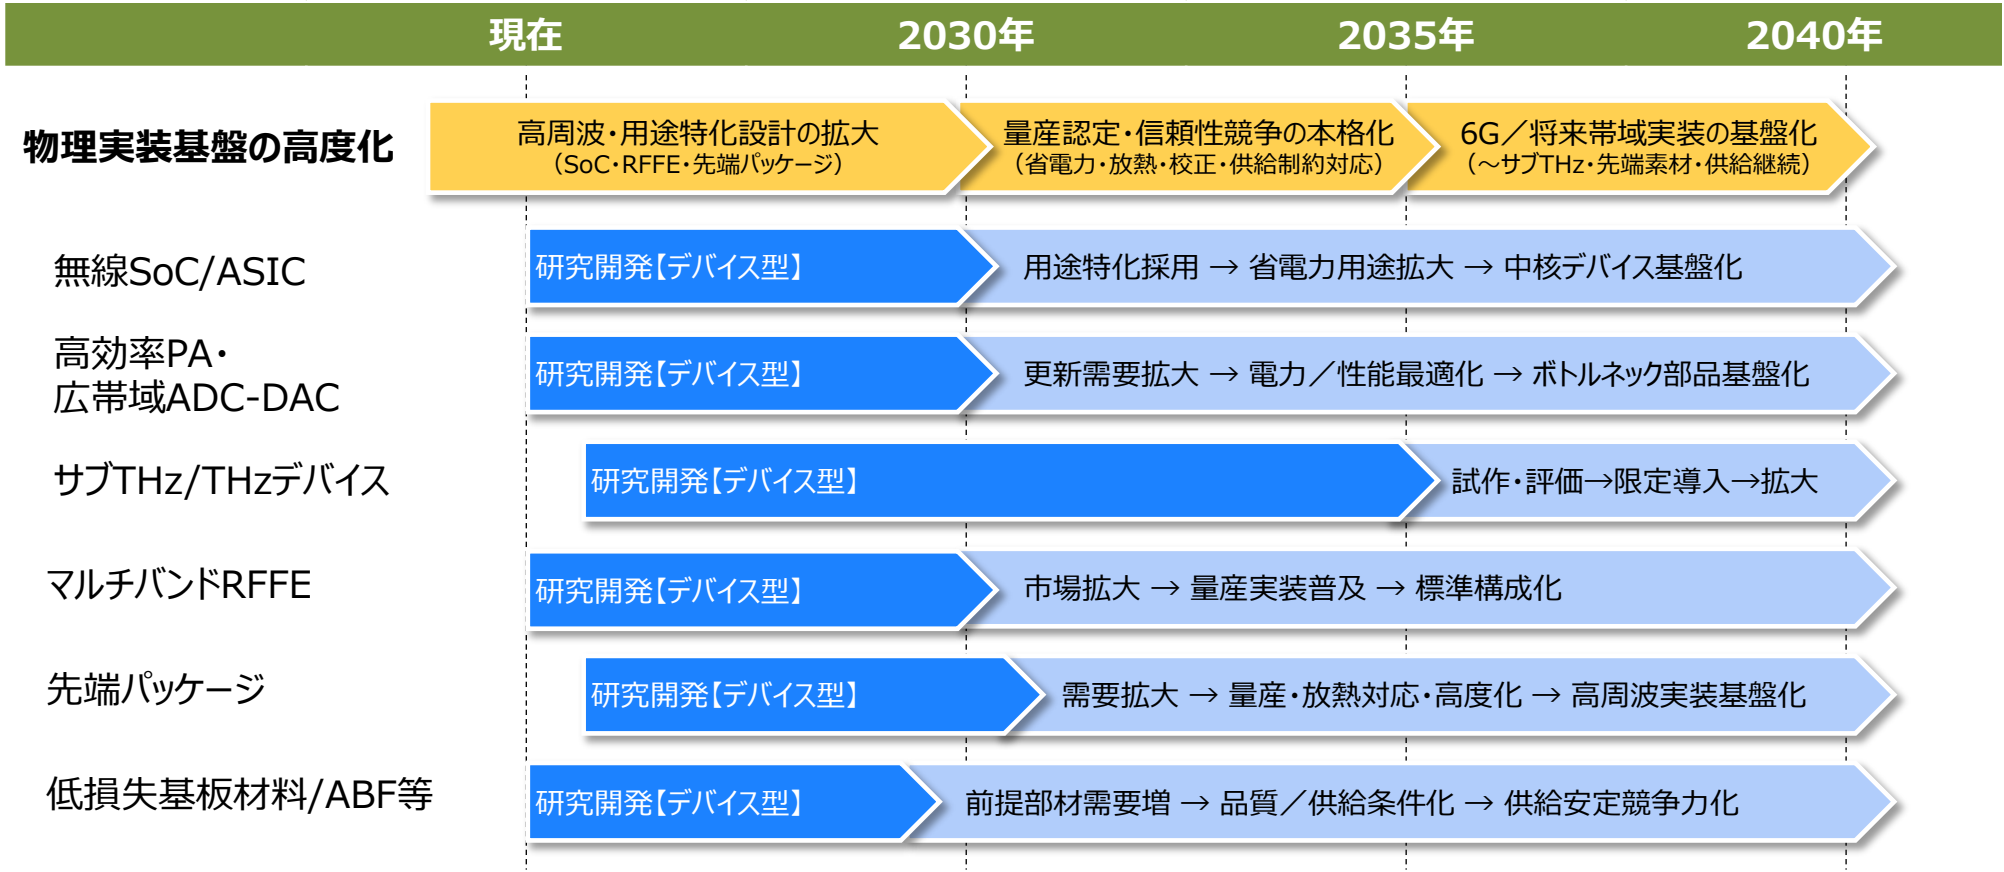 現在 2030年 2035年 2040年
物理実装基盤の高度化
高周波・用途特化設計の拡大
（SoC・RFFE・先端パッケージ）
量産認定・信頼性競争の本格化
（省電力・放熱・校正・供給制約対応）
6G／将来帯域実装の基盤化
（～サブTHz・先端素材・供給継続）
無線SoC/ASIC
研究開発【デバイス型】
用途特化採用 → 省電力用途拡大 → 中核デバイス基盤化
高効率PA・
広帯域ADC-DAC
研究開発【デバイス型】
更新需要拡大 → 電力／性能最適化 → ボトルネック部品基盤化
サブTHz/THzデバイス
研究開発【デバイス型】
試作・評価→限定導入→拡大
マルチバンドRFFE
研究開発【デバイス型】
市場拡大 → 量産実装普及 → 標準構成化
先端パッケージ
研究開発【デバイス型】
需要拡大 → 量産・放熱対応・高度化 → 高周波実装基盤化
低損失基板材料/ABF等
研究開発【デバイス型】
前提部材需要増 → 品質／供給条件化 → 供給安定競争力化